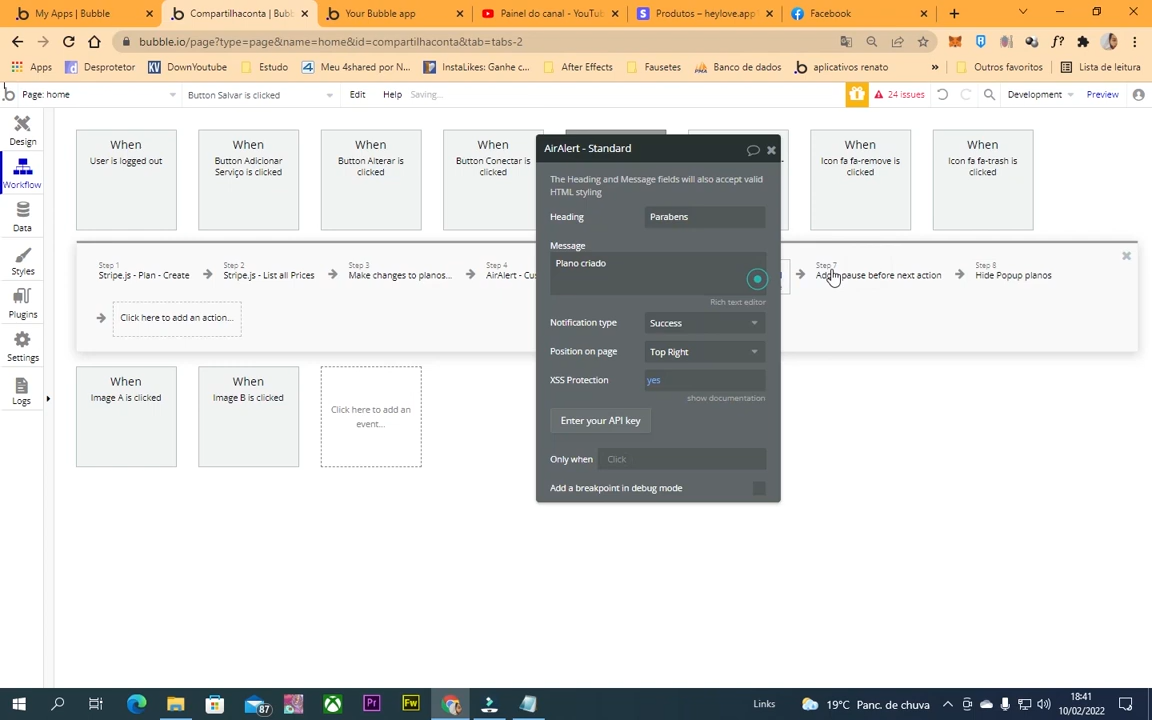 My Apps | Bubble
Compartilhaconta | Bubb
Your Bubble app
Painel do canal - YouTu
Produtos – heylove.app
Facebook
bubble.io/page?type=page&name=home&id=compartilhaconta&tab=tabs-2
Apps
Desprotetor
DownYoutube
Estudo
Meu 4shared por N...
InstaLikes: Ganhe c...
After Effects
Fausetes
Banco de dados
aplicativos renato
»
Outros favoritos
Lista de leitura
Page: home
Button Salvar is clicked
Edit
Help
Saving...
24 issues
Development
Preview
Design
Workflow
Data
Styles
Plugins
Settings
Logs
When
User is logged out
When
Button Adicionar
Serviço is clicked
When
Button Alterar is
clicked
When
Button Conectar is
clicked
When
Icon fa fa-remove is
clicked
When
Icon fa fa-trash is
clicked
Step 1
Stripe.js - Plan - Create
Step 2
Stripe.js - List all Prices
Step 3
Make changes to planos...
Step 4
AirAlert - Cus
Step 7
Add a pause before next action
Step 8
Hide Popup planos
Click here to add an action...
When
Image A is clicked
When
Image B is clicked
Click here to add an
event...
AirAlert - Standard
The Heading and Message fields will also accept valid
HTML styling
Heading
Parabens
Message
Plano criado
Rich text editor
Notification type
Success
Position on page
Top Right
XSS Protection
yes
show documentation
Enter your API key
Only when
Click
Add a breakpoint in debug mode
87
Links
19°C Panc. de chuva
18:41
10/02/2022